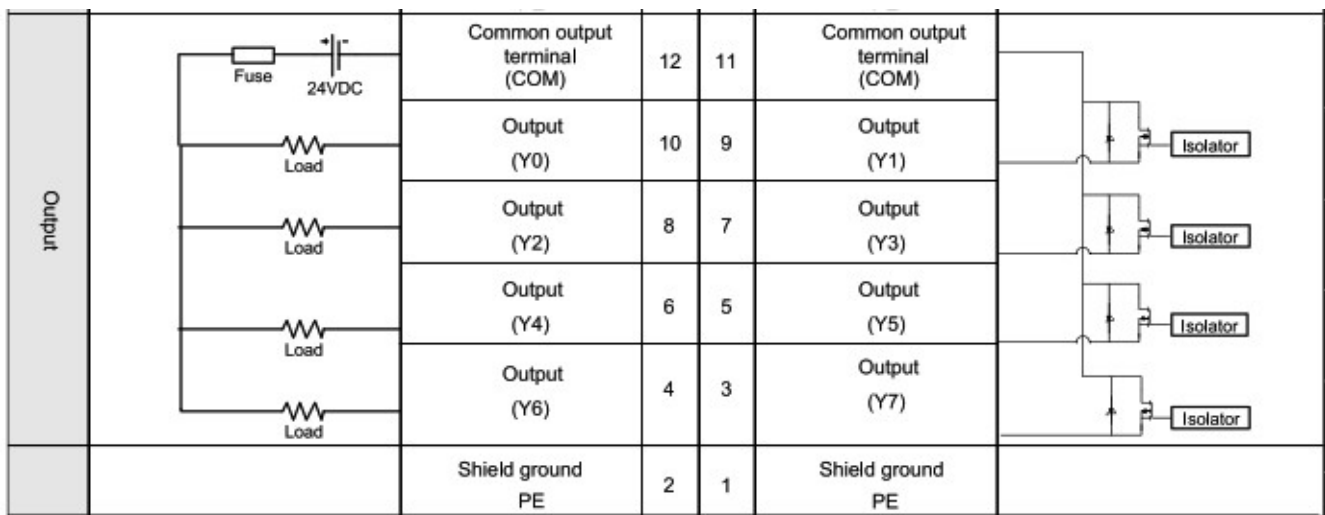 Output
Fuse
24VDC
Common output
terminal
(COM)
12
11
Common output
terminal
(COM)
Load
Output
(Y0)
10
9
Output
(Y1)
Isolator
Load
Output
(Y2)
8
7
Output
(Y3)
Isolator
Load
Output
(Y4)
6
5
Output
(Y5)
Isolator
Load
Output
(Y6)
4
3
Output
(Y7)
Isolator
Shield ground
PE
2
1
Shield ground
PE